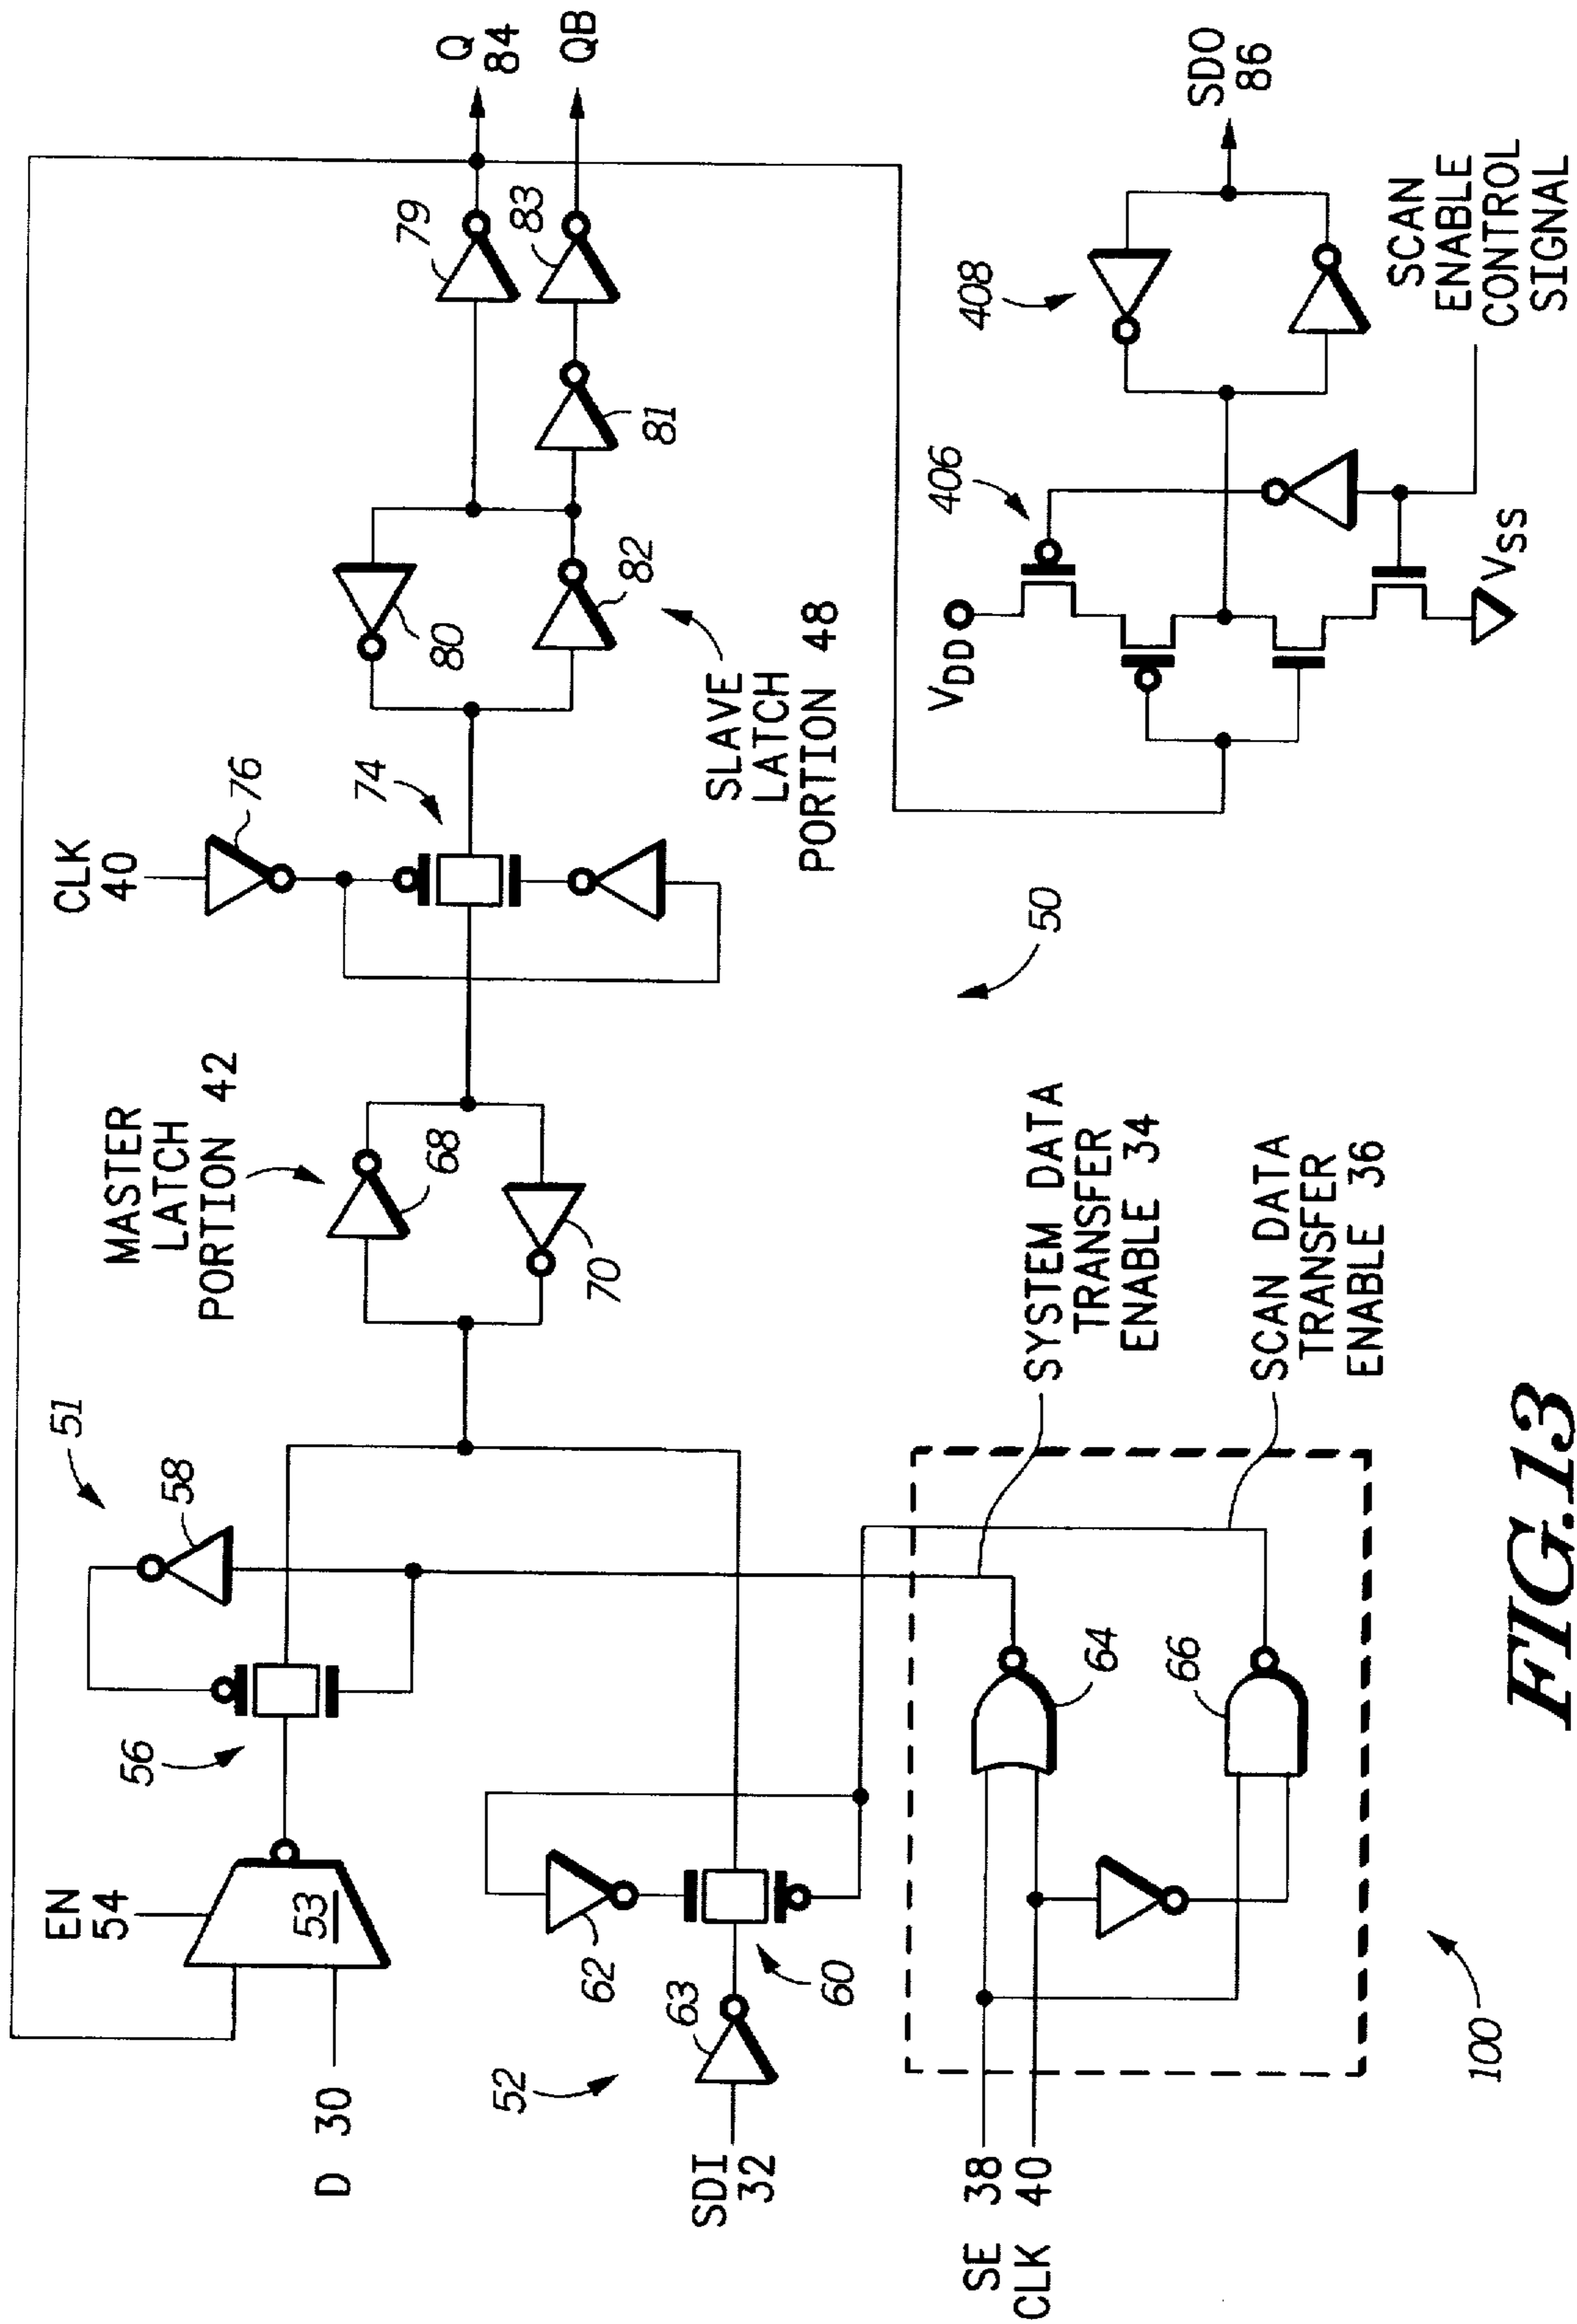 EN
54
D 30
53
56
51
58
SDI
32
52
63
62
60
SE 38
CLK 40
64
66
100
SYSTEM DATA
TRANSFER
ENABLE 34
SCAN DATA
TRANSFER
ENABLE 36
MASTER
LATCH
PORTION 42
68
70
CLK
40
76
74
50
SLAVE
LATCH
PORTION 48
80
82
81
79
83
Q
84
QB
VDD
406
VSS
408
SDO
86
SCAN
ENABLE
CONTROL
SIGNAL
FIG.13